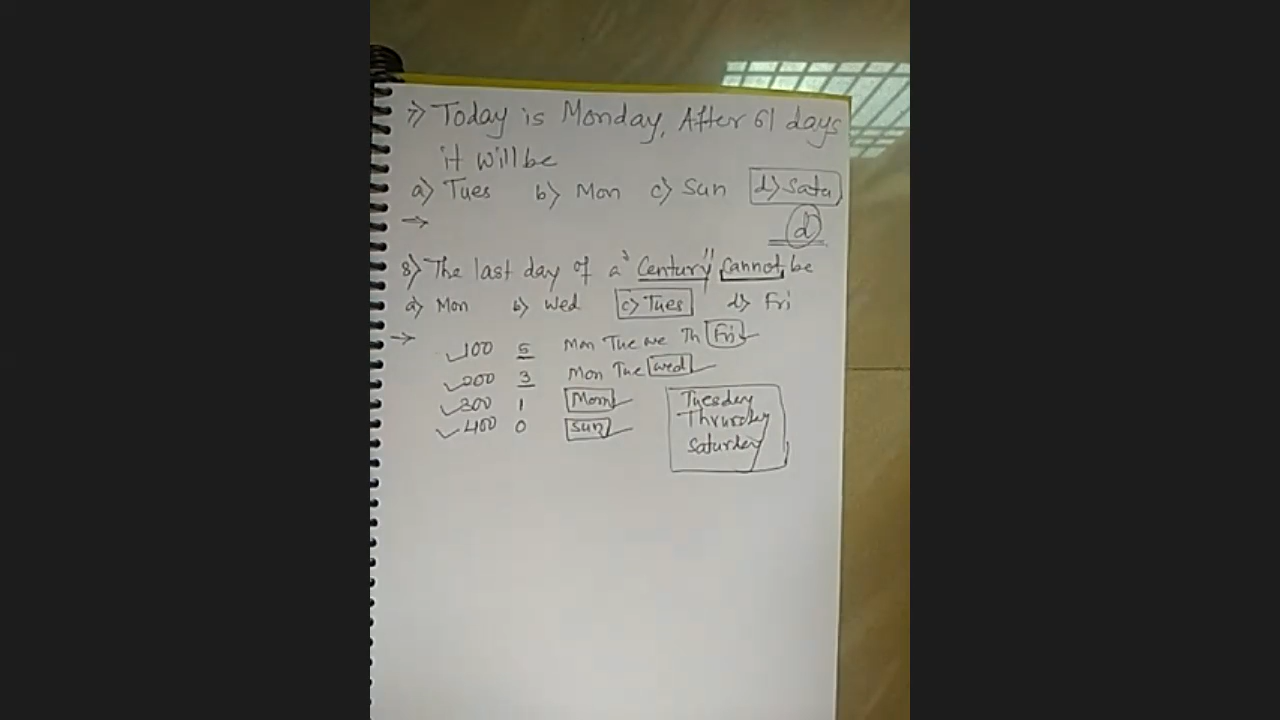 7) Today is Monday, After 61 days
it will be
a) Tues b) Mon c) Sun d) Satu
→ d
8) The last day of a "Century" cannot be
a) Mon b) Wed c) Tues d) Fri
→
100 5 Mon Tue We Th Fri
200 3 Mon Tue Wed
300 1 Mon
400 0 Sun
Tuesday
Thrursday
Saturday